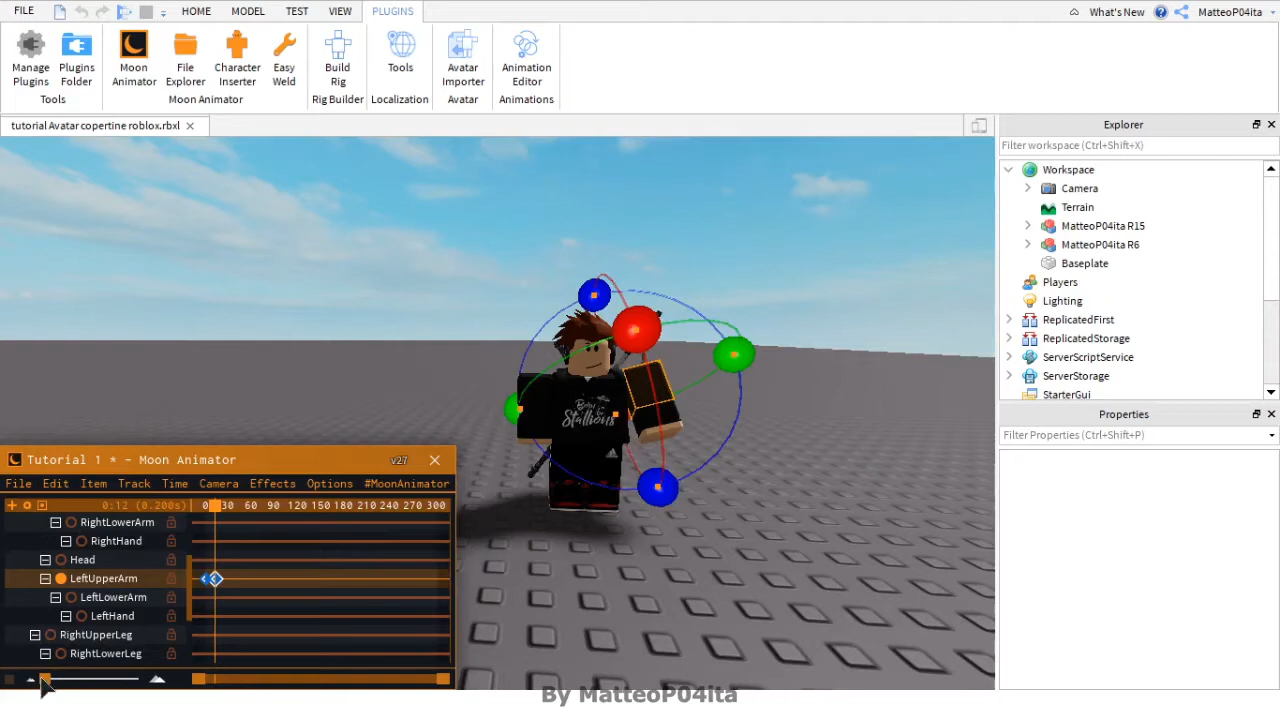 FILE HOME MODEL TEST VIEW PLUGINS What's New MatteoP04ita
Manage Plugins
Plugins Folder
Moon Animator
File Explorer
Character Inserter
Easy Weld
Build Rig
Tools
Avatar Importer
Animation Editor
Tools Moon Animator Rig Builder Localization Avatar Animations
tutorial Avatar copertine roblox.rbxl
Explorer
Filter workspace (Ctrl+Shift+X)
Workspace
Camera
Terrain
MatteoP04ita R15
MatteoP04ita R6
Baseplate
Players
Lighting
ReplicatedFirst
ReplicatedStorage
ServerScriptService
ServerStorage
StarterGui
Properties
Filter Properties (Ctrl+Shift+P)
Stallions
Tutorial 1 * - Moon Animator v27
File Edit Item Track Time Camera Effects Options #MoonAnimator
0:12 (0.200s) 0 30 60 90 120 150 180 210 240 270 300
RightLowerArm
RightHand
Head
LeftUpperArm
LeftLowerArm
LeftHand
RightUpperLeg
RightLowerLeg
By MatteoP04ita